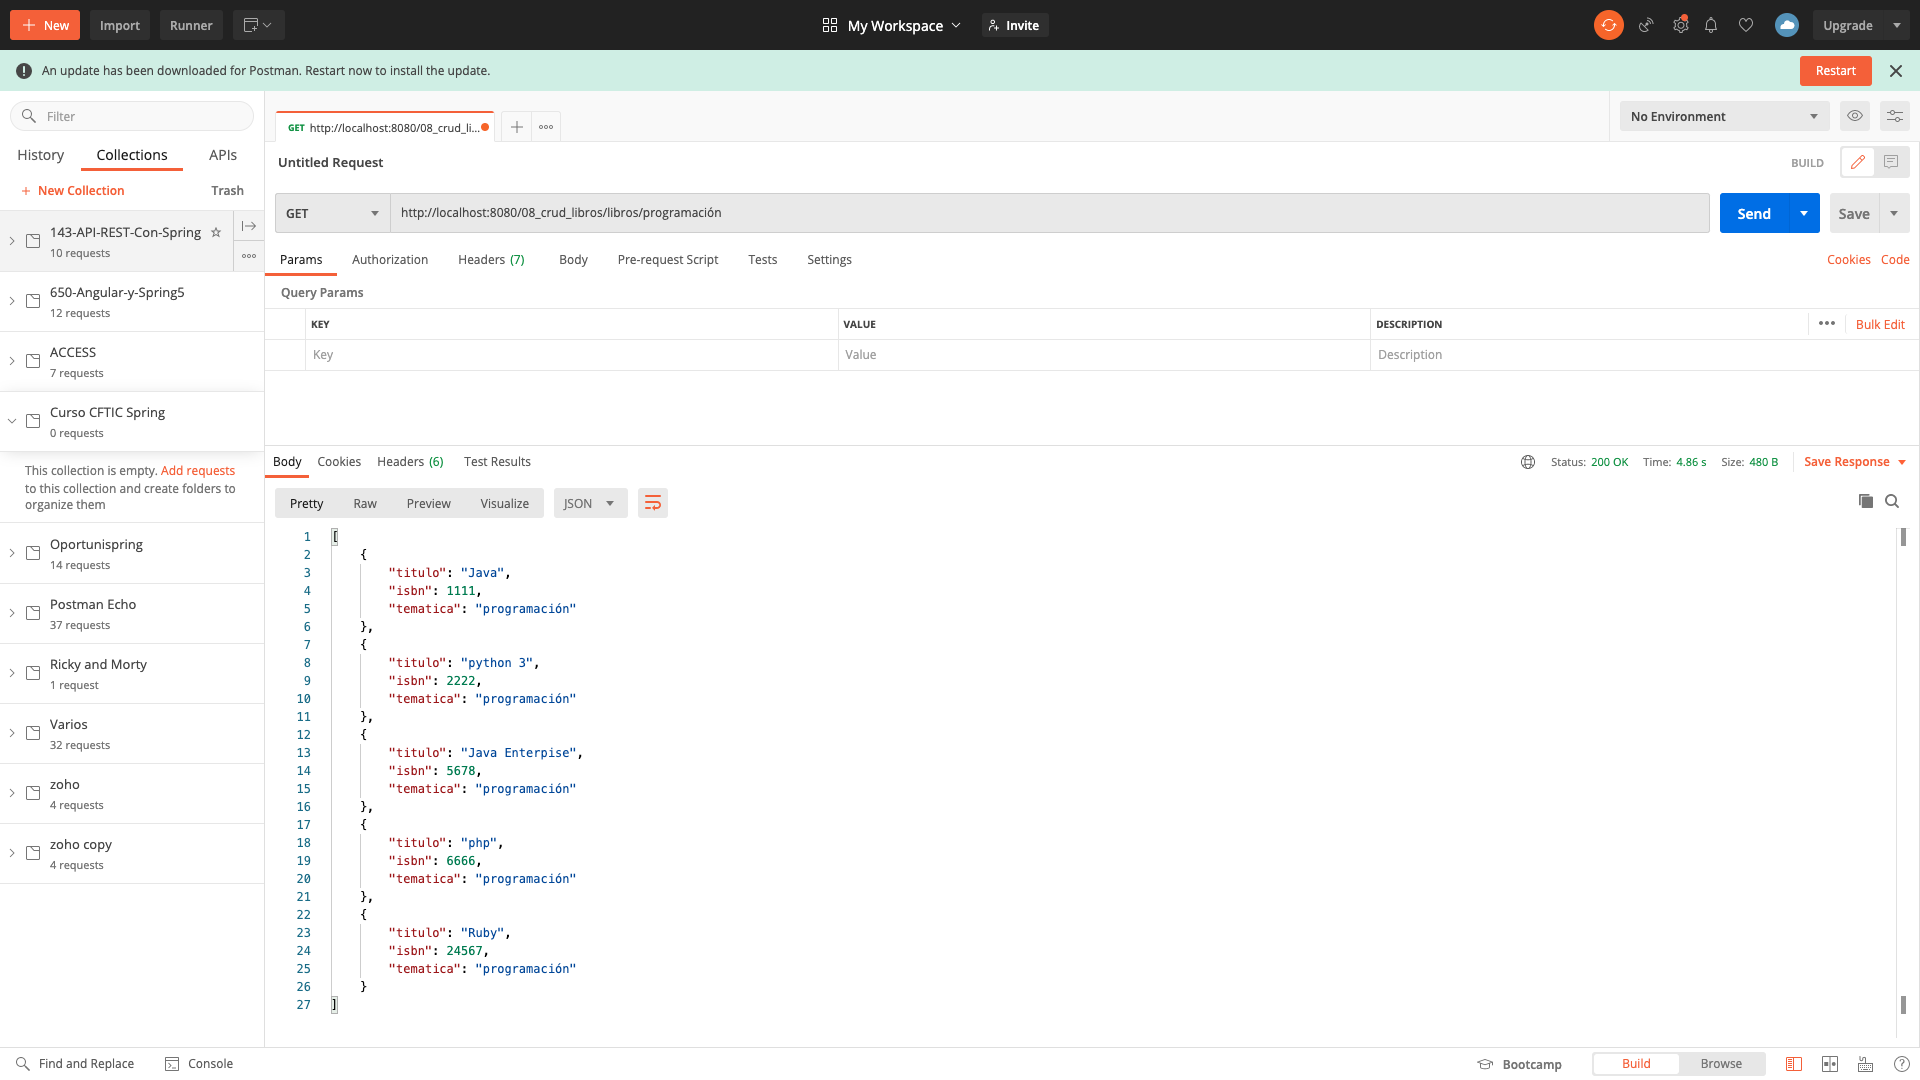 New
Import
Runner
My Workspace
Invite
Upgrade
An update has been downloaded for Postman. Restart now to install the update.
Restart
Filter
History
Collections
APIs
New Collection
Trash
143-API-REST-Con-Spring
10 requests
650-Angular-y-Spring5
12 requests
ACCESS
7 requests
Curso CFTIC Spring
0 requests
This collection is empty. Add requests
to this collection and create folders to
organize them
Oportunispring
14 requests
Postman Echo
37 requests
Ricky and Morty
1 request
Varios
32 requests
zoho
4 requests
zoho copy
4 requests
GET http://localhost:8080/08_crud_li...
No Environment
Untitled Request
BUILD
GET
http://localhost:8080/08_crud_libros/libros/programación
Send
Save
Params
Authorization
Headers (7)
Body
Pre-request Script
Tests
Settings
Cookies
Code
Query Params
KEY
VALUE
DESCRIPTION
Bulk Edit
Key
Value
Description
Body
Cookies
Headers (6)
Test Results
Status: 200 OK
Time: 4.86 s
Size: 480 B
Save Response
Pretty
Raw
Preview
Visualize
JSON
1 [
2 {
3 "titulo": "Java",
4 "isbn": 1111,
5 "tematica": "programación"
6 },
7 {
8 "titulo": "python 3",
9 "isbn": 2222,
10 "tematica": "programación"
11 },
12 {
13 "titulo": "Java Enterpise",
14 "isbn": 5678,
15 "tematica": "programación"
16 },
17 {
18 "titulo": "php",
19 "isbn": 6666,
20 "tematica": "programación"
21 },
22 {
23 "titulo": "Ruby",
24 "isbn": 24567,
25 "tematica": "programación"
26 }
27 ]
Find and Replace
Console
Bootcamp
Build
Browse